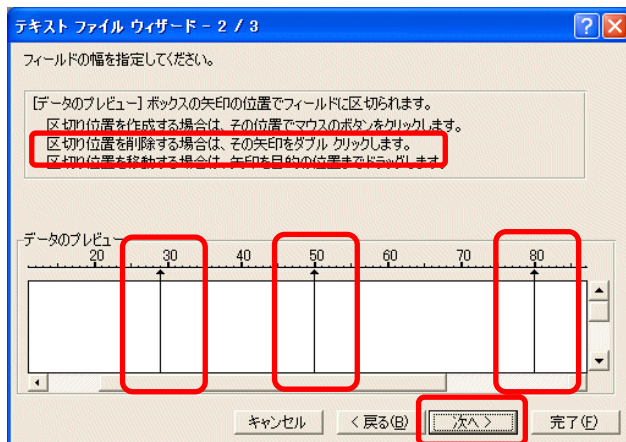 テキスト ファイル ウィザード - 2 / 3
フィールドの幅を指定してください。
[データのプレビュー] ボックスの矢印の位置でフィールドに区切られます。
区切り位置を作成する場合は、その位置でマウスのボタンをクリックします。
区切り位置を削除する場合は、その矢印をダブル クリックします。
区切り位置を移動する場合は、矢印を目的の位置までドラッグします。
データのプレビュー
20 30 40 50 60 70 80
キャンセル < 戻る(B) 次へ > 完了(F)